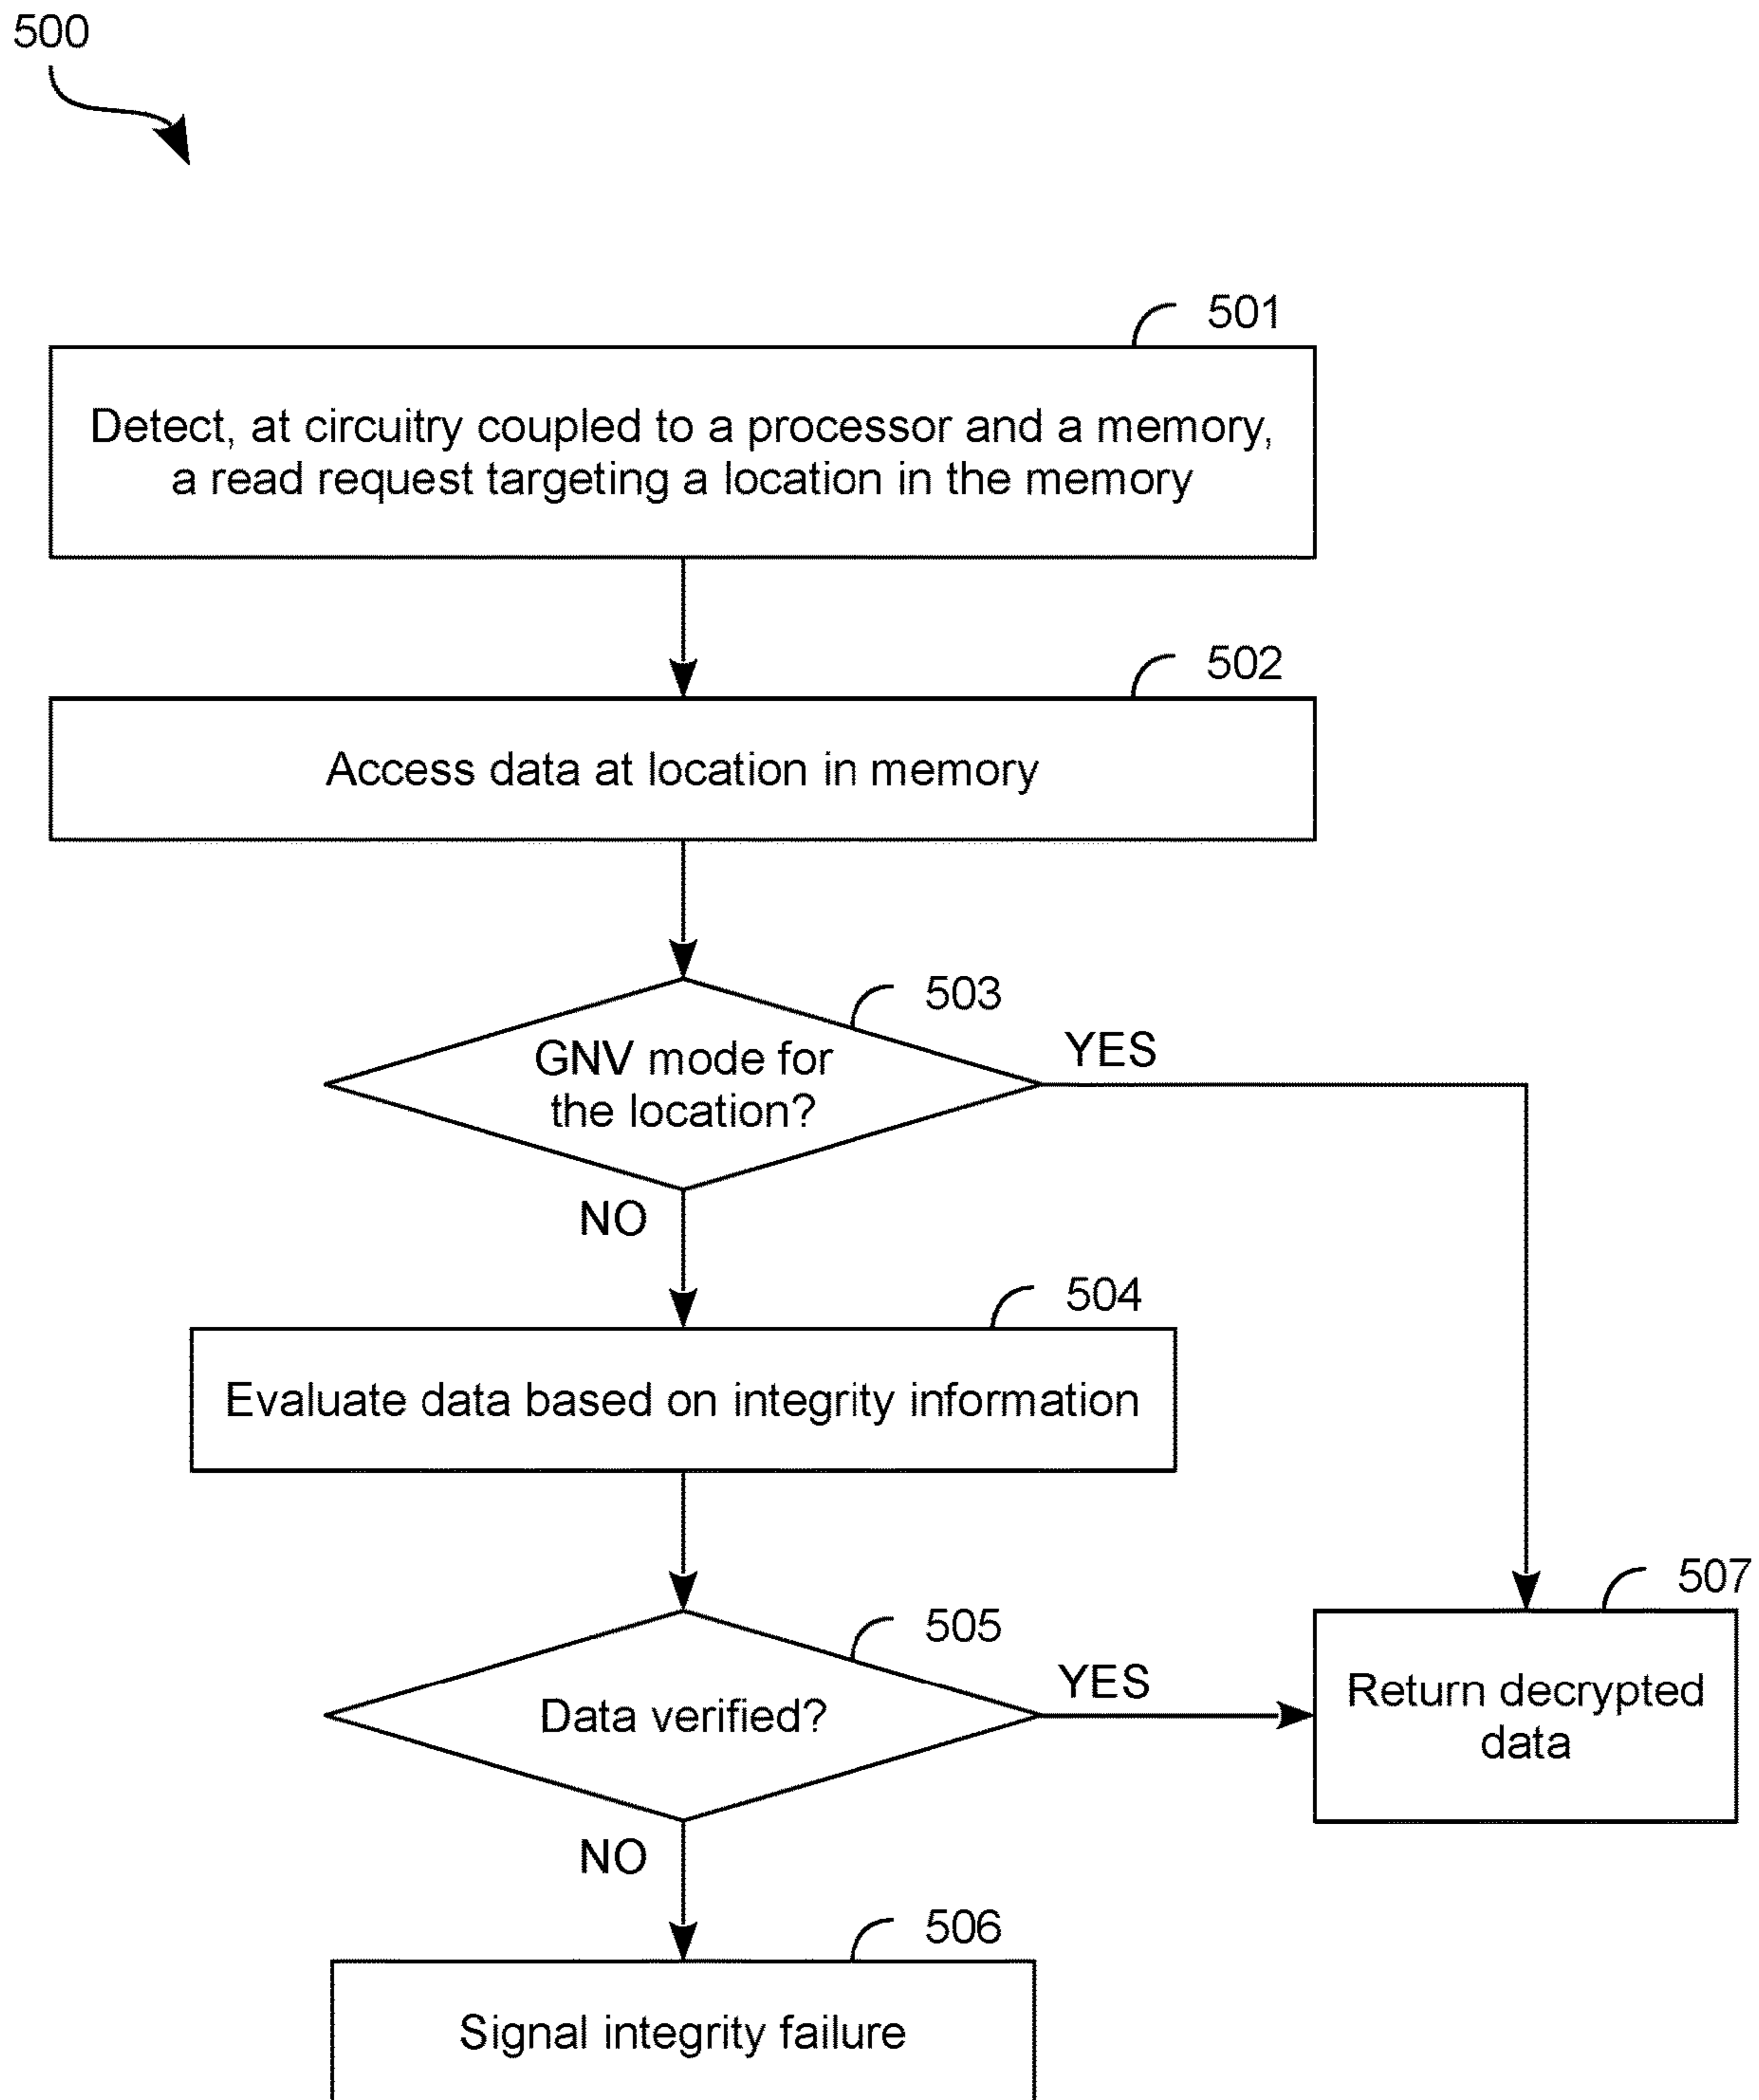 500
501
Detect, at circuitry coupled to a processor and a memory,
a read request targeting a location in the memory
502
Access data at location in memory
503
GNV mode for
the location?
YES
NO
504
Evaluate data based on integrity information
505
507
Data verified?
YES
Return decrypted
data
NO
506
Signal integrity failure